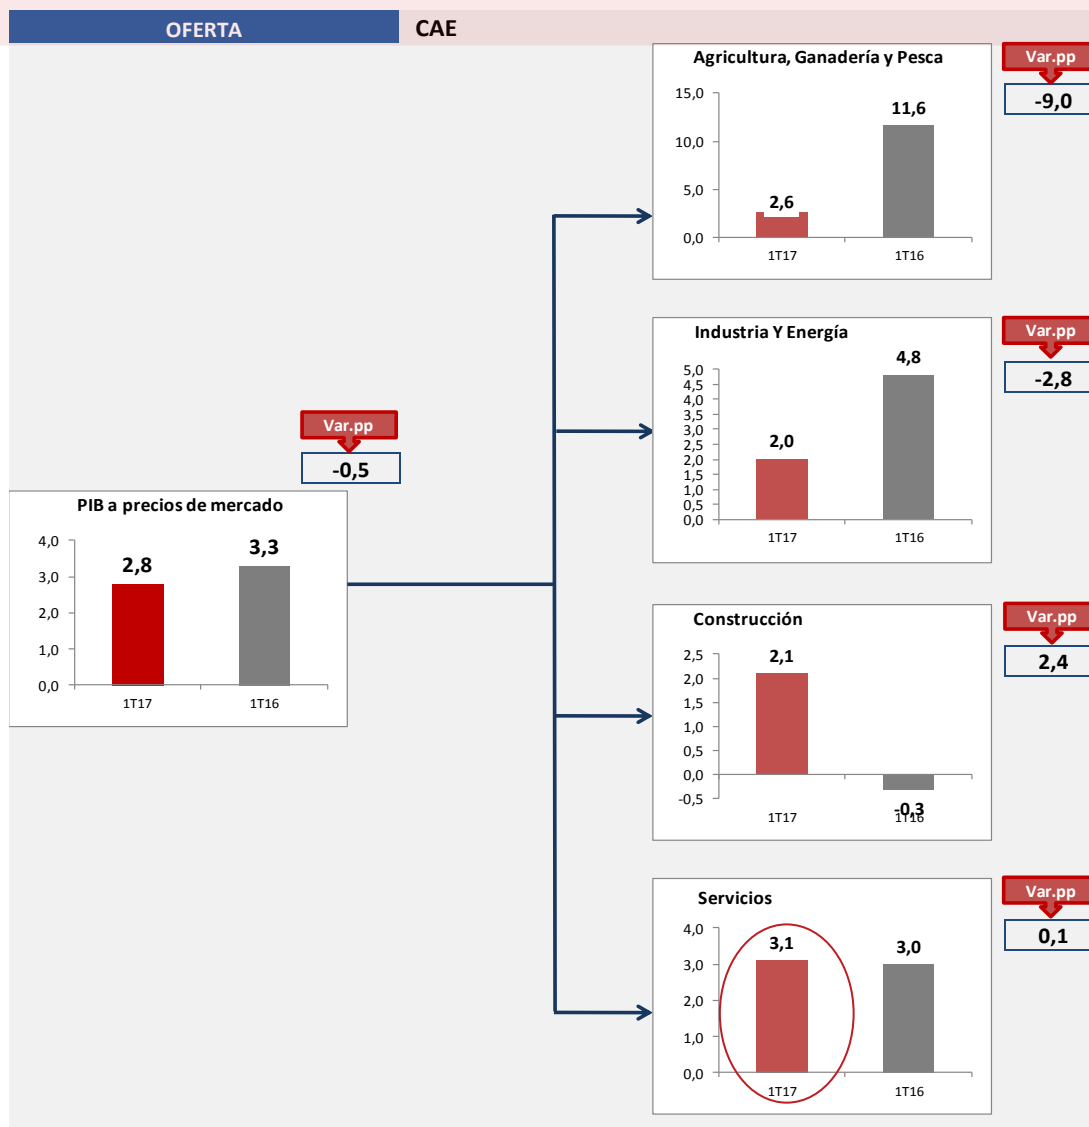 OFERTA
CAE
Agricultura, Ganadería y Pesca
15,0
10,0
5,0
0,0
2,6
11,6
1T17
1T16
Var.pp
-9,0
Industria Y Energía
5,0
4,5
4,0
3,5
3,0
2,5
2,0
1,5
1,0
0,5
0,0
2,0
4,8
1T17
1T16
Var.pp
-2,8
Var.pp
-0,5
PIB a precios de mercado
4,0
3,0
2,0
1,0
0,0
2,8
3,3
1T17
1T16
Construcción
2,5
2,0
1,5
1,0
0,5
0,0
-0,5
2,1
-0,3
1T17
1T16
Var.pp
2,4
Servicios
4,0
3,0
2,0
1,0
0,0
3,1
3,0
1T17
1T16
Var.pp
0,1